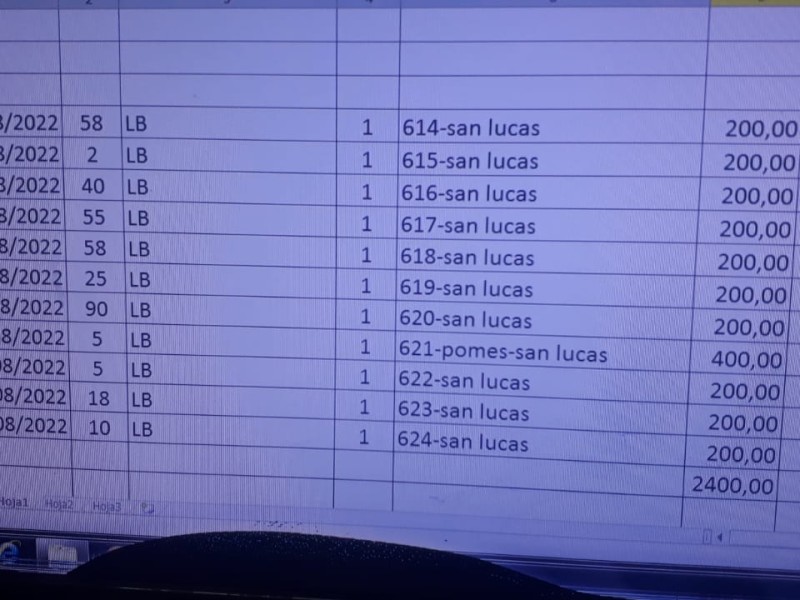 8/2022 58 LB 1 614-san lucas 200,00
8/2022 2 LB 1 615-san lucas 200,00
8/2022 40 LB 1 616-san lucas 200,00
8/2022 55 LB 1 617-san lucas 200,00
8/2022 58 LB 1 618-san lucas 200,00
8/2022 25 LB 1 619-san lucas 200,00
8/2022 90 LB 1 620-san lucas 200,00
8/2022 5 LB 1 621-pomes-san lucas 400,00
08/2022 5 LB 1 622-san lucas 200,00
08/2022 18 LB 1 623-san lucas 200,00
08/2022 10 LB 1 624-san lucas 200,00
2400,00
Hoja1 Hoja2 Hoja3